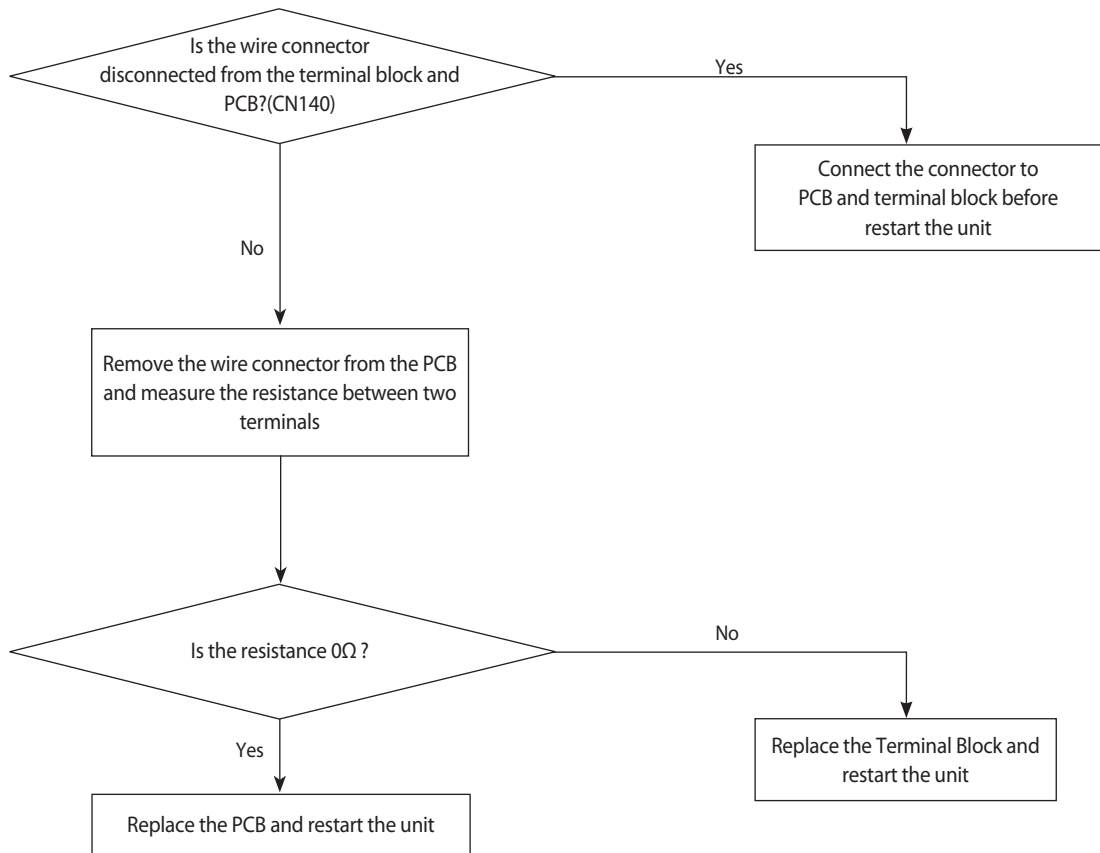 Is the wire connector
disconnected from the terminal block and
PCB?(CN140)
Yes
Connect the connector to
PCB and terminal block before
restart the unit
No
Remove the wire connector from the PCB
and measure the resistance between two
terminals
Is the resistance 0Ω ?
No
Replace the Terminal Block and
restart the unit
Yes
Replace the PCB and restart the unit